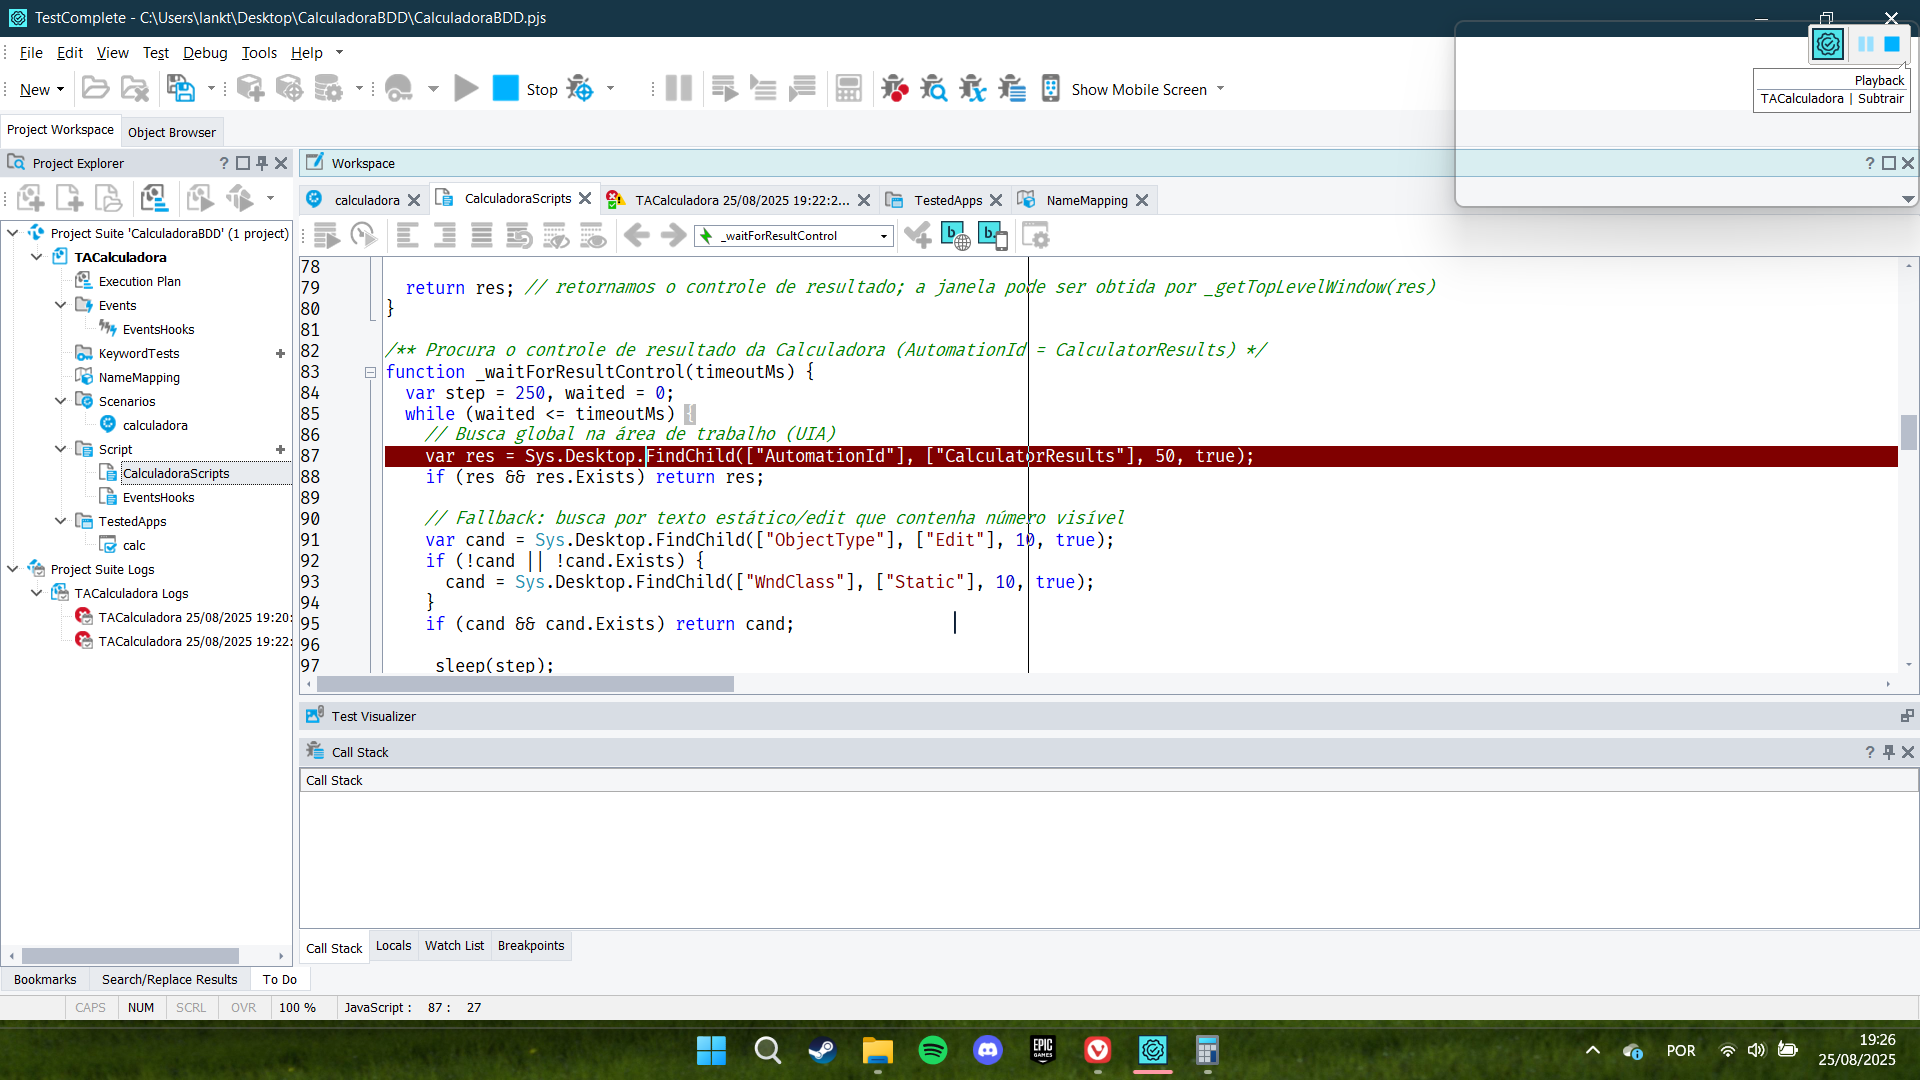 TestComplete - C:\Users\lankt\Desktop\CalculadoraBDD\CalculadoraBDD.pjs
File Edit View Test Debug Tools Help
New Stop Show Mobile Screen
Playback
TACalculadora | Subtrair
Project Workspace Object Browser
Project Explorer
Workspace
calculadora CalculadoraScripts TACalculadora 25/08/2025 19:22:2... TestedApps NameMapping
_waitForResultControl
Project Suite 'CalculadoraBDD' (1 project)
TACalculadora
Execution Plan
Events
EventsHooks
KeywordTests
NameMapping
Scenarios
calculadora
Script
CalculadoraScripts
EventsHooks
TestedApps
calc
Project Suite Logs
TACalculadora Logs
TACalculadora 25/08/2025 19:20:
TACalculadora 25/08/2025 19:22:
78
79 return res; // retornamos o controle de resultado; a janela pode ser obtida por _getTopLevelWindow(res)
80 }
81
82 /** Procura o controle de resultado da Calculadora (AutomationId = CalculatorResults) */
83 function _waitForResultControl(timeoutMs) {
84 var step = 250, waited = 0;
85 while (waited <= timeoutMs) {
86 // Busca global na área de trabalho (UIA)
87 var res = Sys.Desktop.FindChild(["AutomationId"], ["CalculatorResults"], 50, true);
88 if (res && res.Exists) return res;
89
90 // Fallback: busca por texto estático/edit que contenha número visível
91 var cand = Sys.Desktop.FindChild(["ObjectType"], ["Edit"], 10, true);
92 if (!cand || !cand.Exists) {
93 cand = Sys.Desktop.FindChild(["WndClass"], ["Static"], 10, true);
94 }
95 if (cand && cand.Exists) return cand;
96
97 _sleep(step);
Test Visualizer
Call Stack
Call Stack
Call Stack Locals Watch List Breakpoints
Bookmarks Search/Replace Results To Do
CAPS NUM SCRL OVR 100 % JavaScript : 87 : 27
EPIC GAMES
POR
19:26
25/08/2025